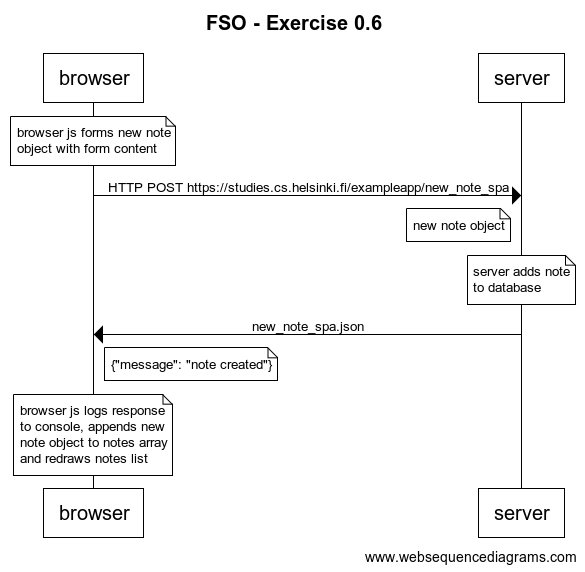 FSO - Exercise 0.6
browser
server
browser js forms new note
object with form content
HTTP POST https://studies.cs.helsinki.fi/exampleapp/new_note_spa
new note object
server adds note
to database
new_note_spa.json
{"message": "note created"}
browser js logs response
to console, appends new
note object to notes array
and redraws notes list
browser
server
www.websequencediagrams.com